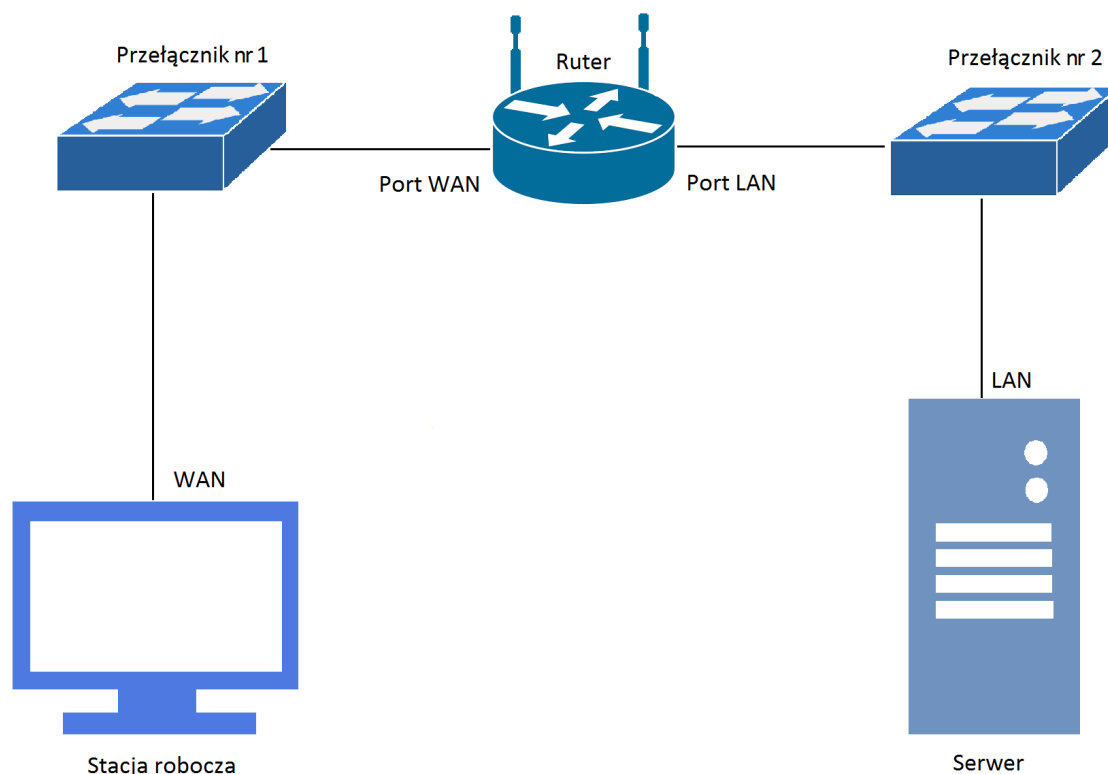 Przełącznik nr 1
Ruter
Przełącznik nr 2
Port WAN
Port LAN
LAN
WAN
Stacja robocza
Serwer